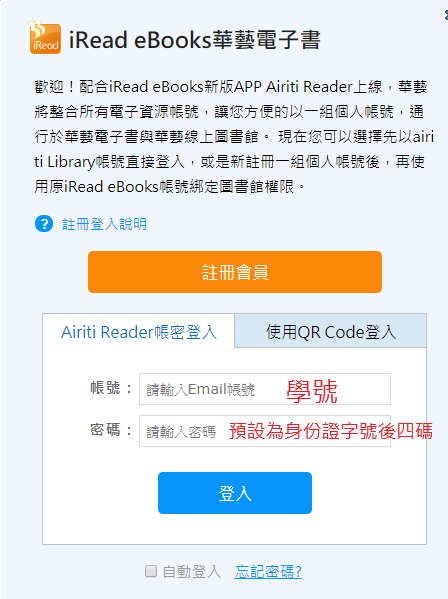 iRead eBooks華藝電子書
iRead
歡迎！配合iRead eBooks新版APP Airiti Reader上線，華藝
將整合所有電子資源帳號，讓您方便的以一組個人帳號，通
行於華藝電子書與華藝線上圖書館。 現在您可以選擇先以airi
ti Library帳號直接登入，或是新註冊一組個人帳號後，再使
用原iRead eBooks帳號綁定圖書館權限。
? 註冊登入說明
註冊會員
Airiti Reader帳密登入 使用QR Code登入
帳號： 請輸入Email帳號 學號
密碼： 請輸入密碼 預設為身份證字號後四碼
登入
自動登入 忘記密碼?